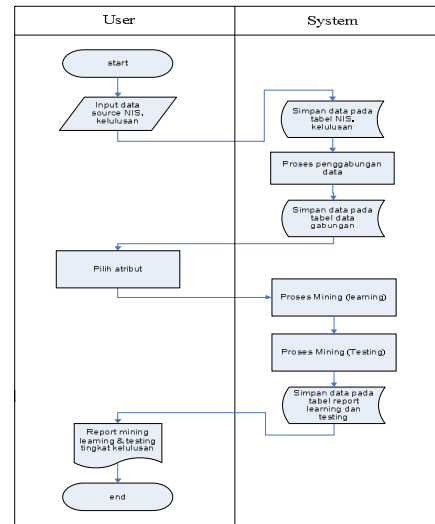 User
System
start
Input data
source NIS,
kelulusan
Simpan data pada
tabel NIS,
kelulusan
Proses penggabungan
data
Simpan data pada
tabel data
gabungan
Pilih atribut
Proses Mining (learning)
Proses Mining (Testing)
Simpan data pada
tabel report
learning dan
testing
Report mining
learning & testing
tingkat kelulusan
end